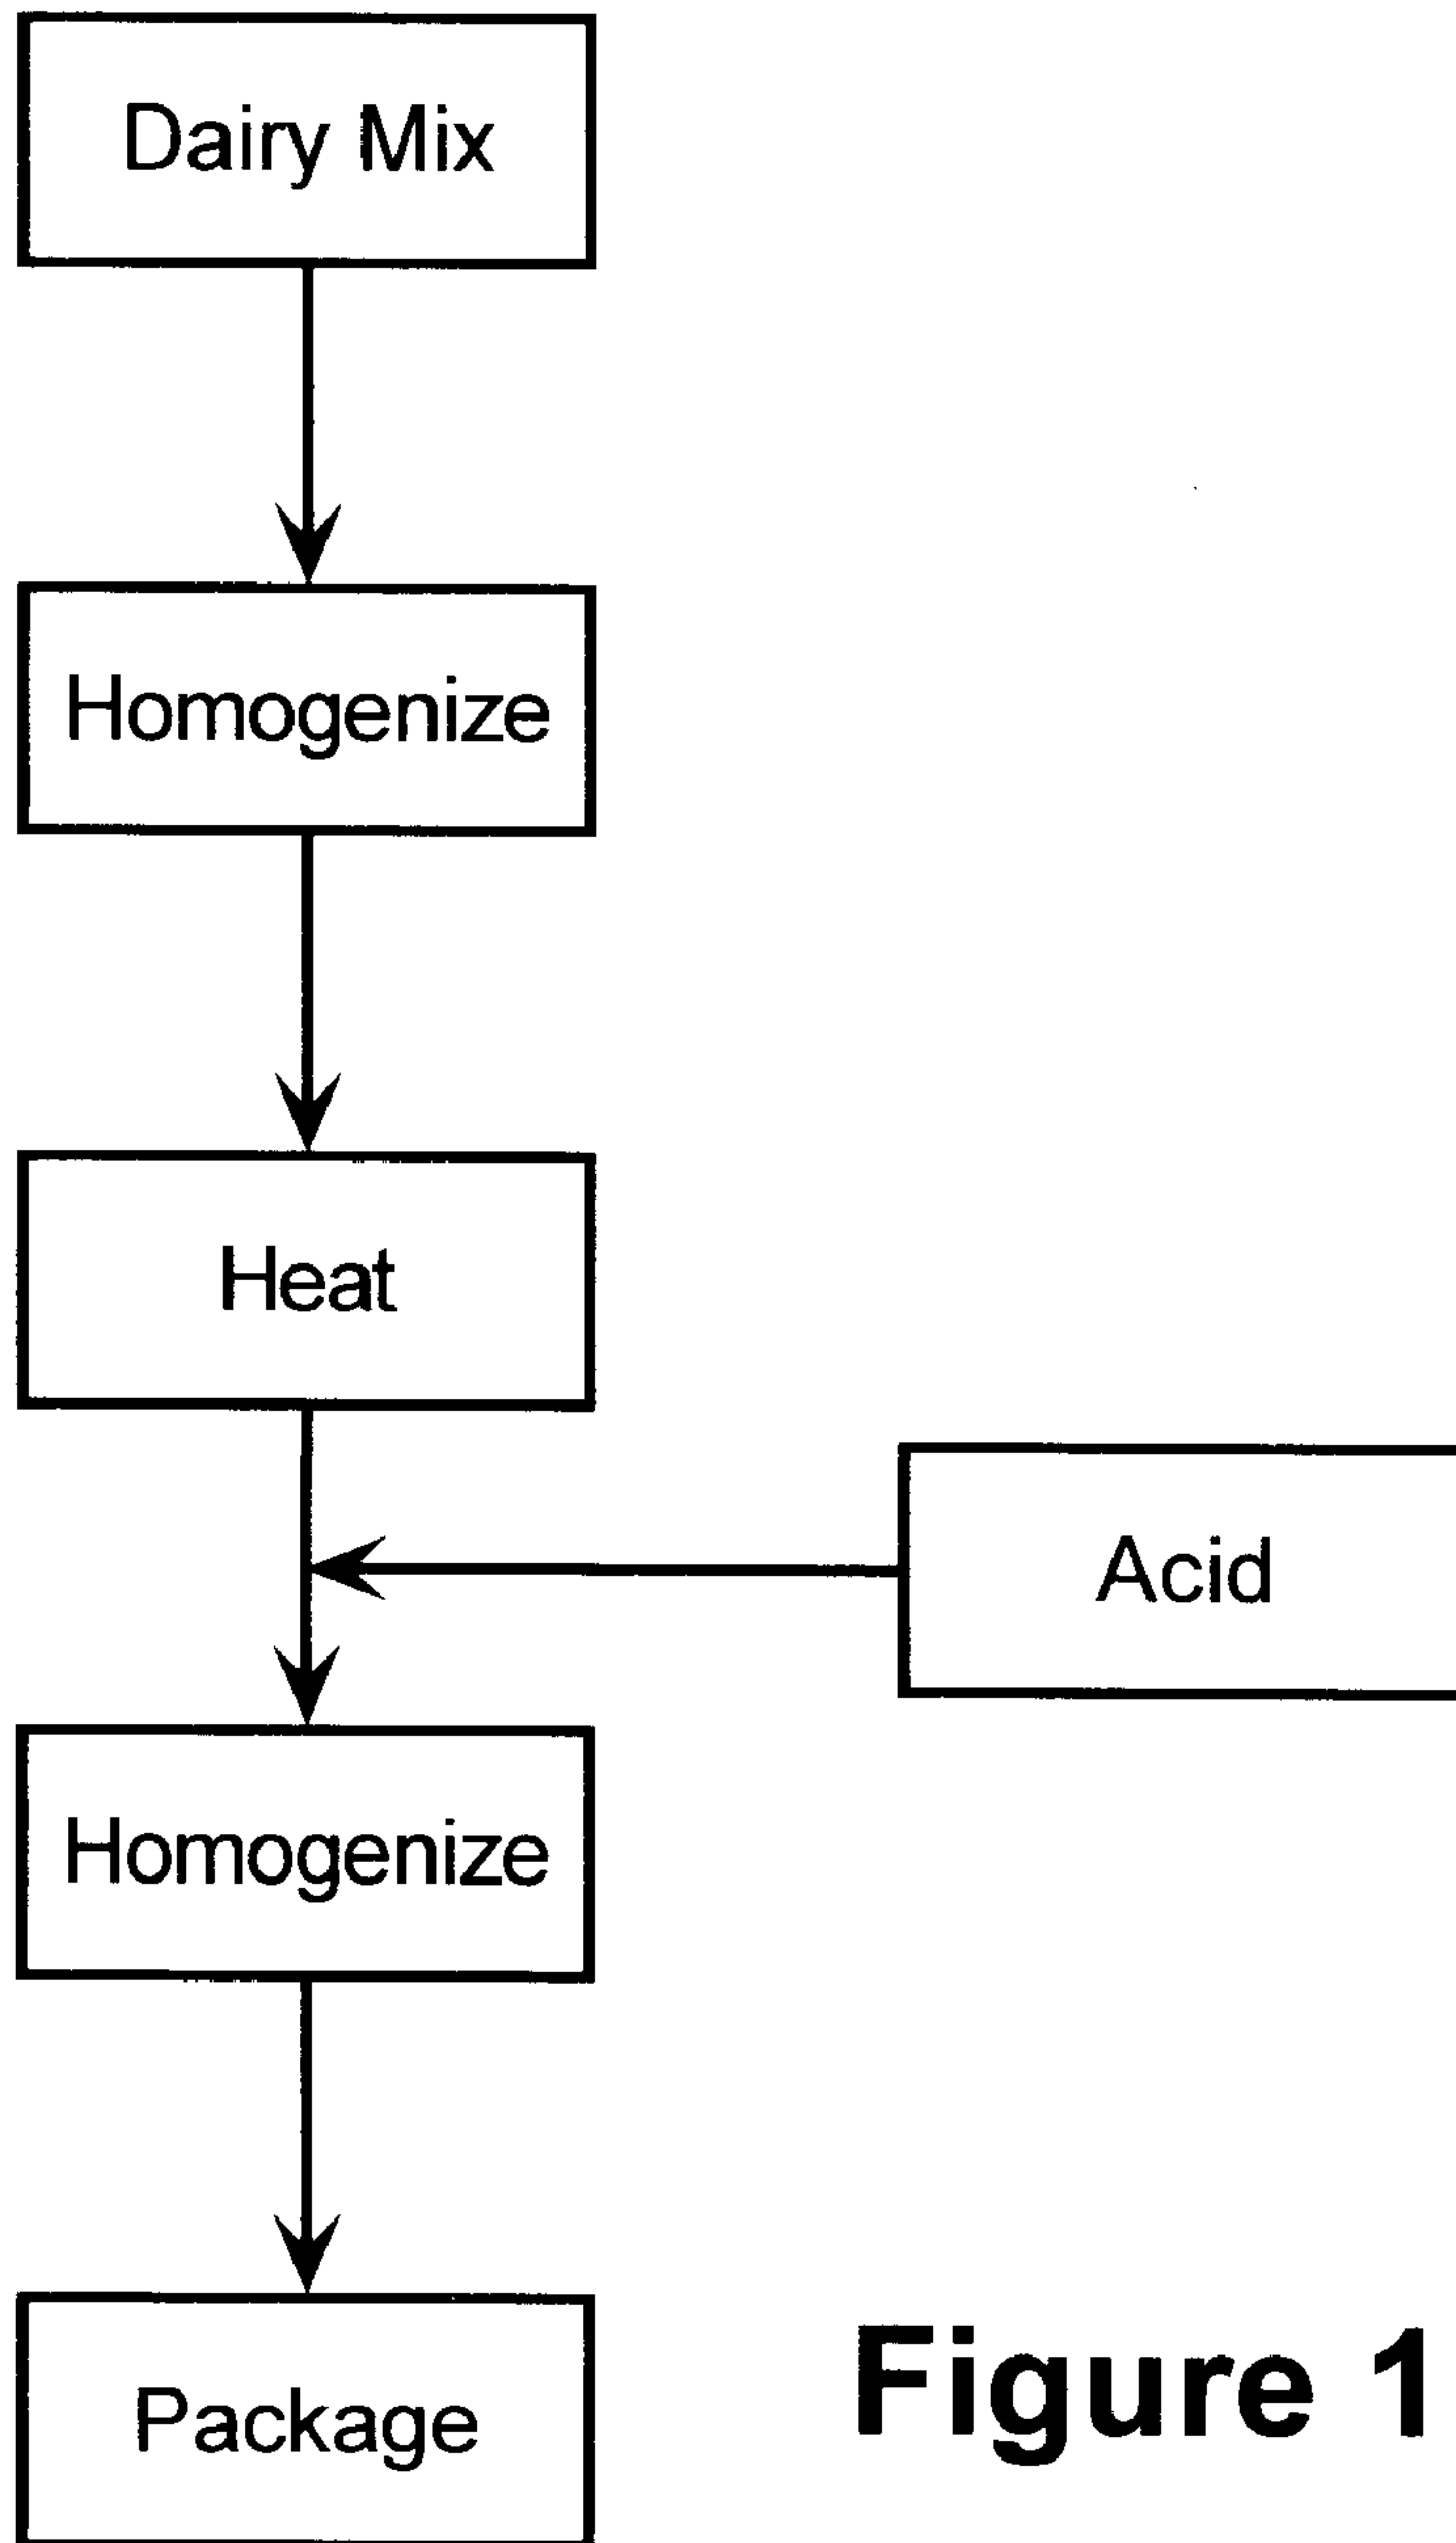 Dairy Mix
Homogenize
Heat
Acid
Homogenize
Package
Figure 1